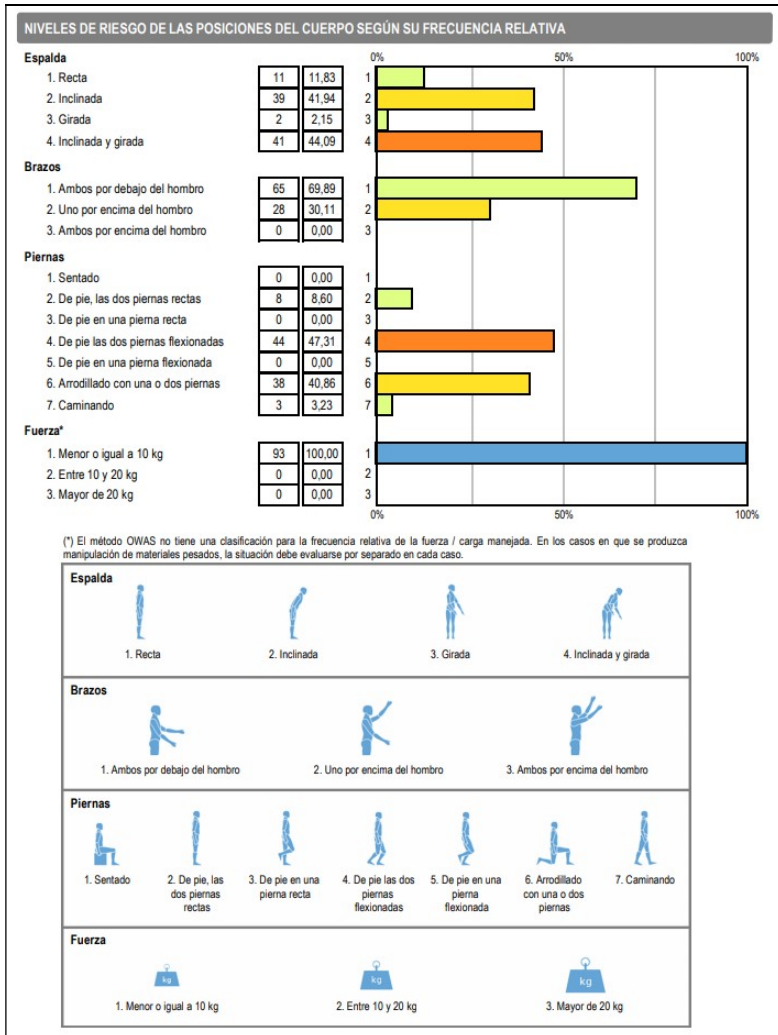 NIVELES DE RIESGO DE LAS POSICIONES DEL CUERPO SEGÚN SU FRECUENCIA RELATIVA
0% 50% 100%
Espalda
1. Recta 11 11,83 1
2. Inclinada 39 41,94 2
3. Girada 2 2,15 3
4. Inclinada y girada 41 44,09 4
Brazos
1. Ambos por debajo del hombro 65 69,89 1
2. Uno por encima del hombro 28 30,11 2
3. Ambos por encima del hombro 0 0,00 3
Piernas
1. Sentado 0 0,00 1
2. De pie, las dos piernas rectas 8 8,60 2
3. De pie en una pierna recta 0 0,00 3
4. De pie las dos piernas flexionadas 44 47,31 4
5. De pie en una pierna flexionada 0 0,00 5
6. Arrodillado con una o dos piernas 38 40,86 6
7. Caminando 3 3,23 7
Fuerza*
1. Menor o igual a 10 kg 93 100,00 1
2. Entre 10 y 20 kg 0 0,00 2
3. Mayor de 20 kg 0 0,00 3
0% 50% 100%
(*) El método OWAS no tiene una clasificación para la frecuencia relativa de la fuerza / carga manejada. En los casos en que se produzca
manipulación de materiales pesados, la situación debe evaluarse por separado en cada caso.
Espalda
1. Recta 2. Inclinada 3. Girada 4. Inclinada y girada
Brazos
1. Ambos por debajo del hombro 2. Uno por encima del hombro 3. Ambos por encima del hombro
Piernas
1. Sentado 2. De pie, las 3. De pie en una 4. De pie las dos 5. De pie en una 6. Arrodillado 7. Caminando
dos piernas pierna recta piernas pierna con una o dos
rectas flexionadas flexionada piernas
Fuerza
kg kg kg
1. Menor o igual a 10 kg 2. Entre 10 y 20 kg 3. Mayor de 20 kg